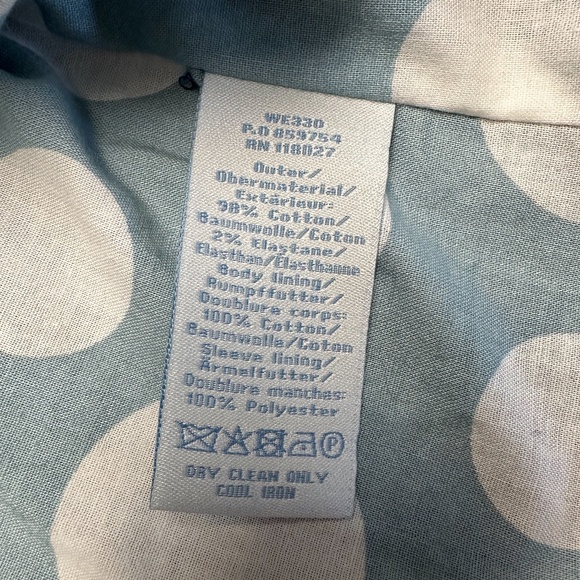 WE330
P.O 859754
RN 118027
Outer/
Obermaterial/
Extérieur:
98% Cotton/
Baumwolle/Coton
2% Elastane/
Elasthan/Elasthanne
Body lining/
Rumpffutter/
Doublure corps:
100% Cotton/
Baumwolle/Coton
Sleeve lining/
Ärmelfutter/
Doublure manches:
100% Polyester
P
DRY CLEAN ONLY
COOL IRON